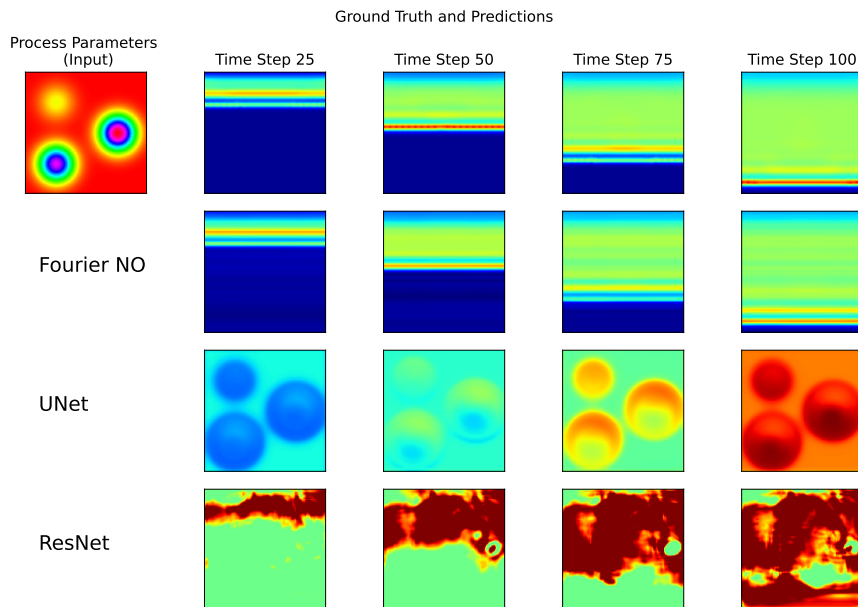 Ground Truth and Predictions
Process Parameters
(Input)
Time Step 25
Time Step 50
Time Step 75
Time Step 100
Fourier NO
UNet
ResNet